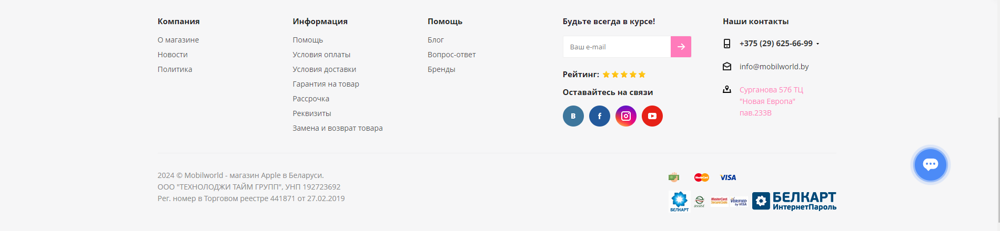 Компания
О магазине
Новости
Политика
Информация
Помощь
Условия оплаты
Условия доставки
Гарантия на товар
Рассрочка
Реквизиты
Замена и возврат товара
Помощь
Блог
Вопрос-ответ
Бренды
Будьте всегда в курсе!
Ваш e-mail
Рейтинг:
Оставайтесь на связи
В f
Наши контакты
+375 (29) 625-66-99
info@mobilworld.by
Сурганова 57б ТЦ
"Новая Европа"
пав.233В
2024 © Mobilworld - магазин Apple в Беларуси.
ООО "ТЕХНОЛОДЖИ ТАЙМ ГРУПП", УНП 192723692
Рег. номер в Торговом реестре 441871 от 27.02.2019
MasterCard VISA
БЕЛКАРТ
assist
MasterCard
SecureCode
VERIFIED
by VISA
БЕЛКАРТ
ИнтернетПароль